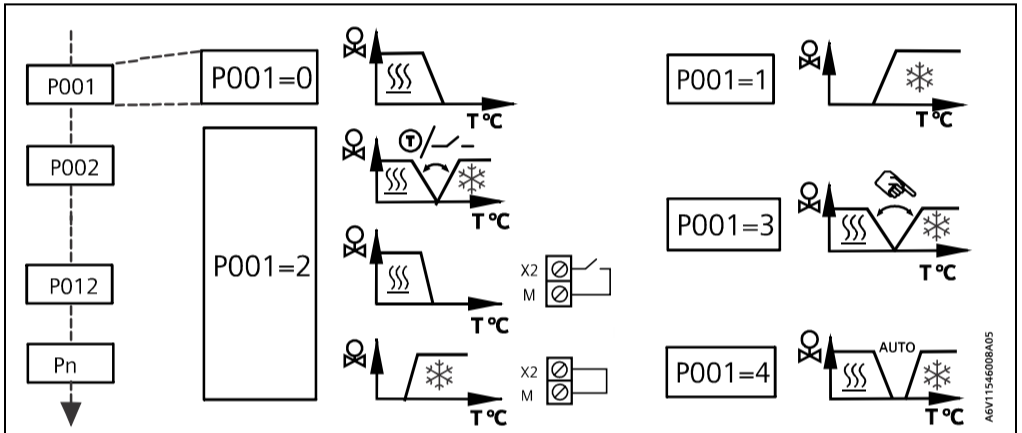 P001
P002
P012
Pn
P001=0
T °C
P001=2
T
T °C
T °C
X2
M
T °C
X2
M
P001=1
T °C
P001=3
T °C
P001=4
AUTO
T °C
A6V11546008A05